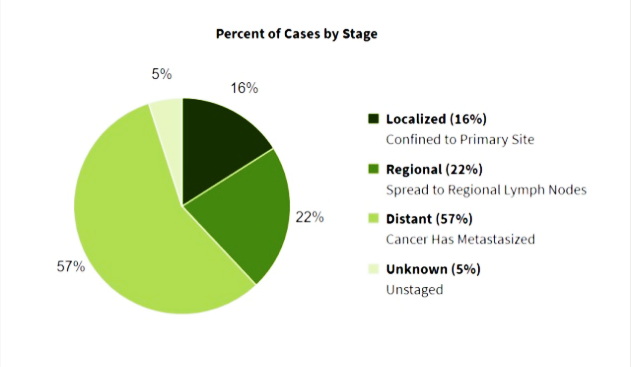 Percent of Cases by Stage
5%
16%
22%
57%
Localized (16%)
Confined to Primary Site
Regional (22%)
Spread to Regional Lymph Nodes
Distant (57%)
Cancer Has Metastasized
Unknown (5%)
Unstaged